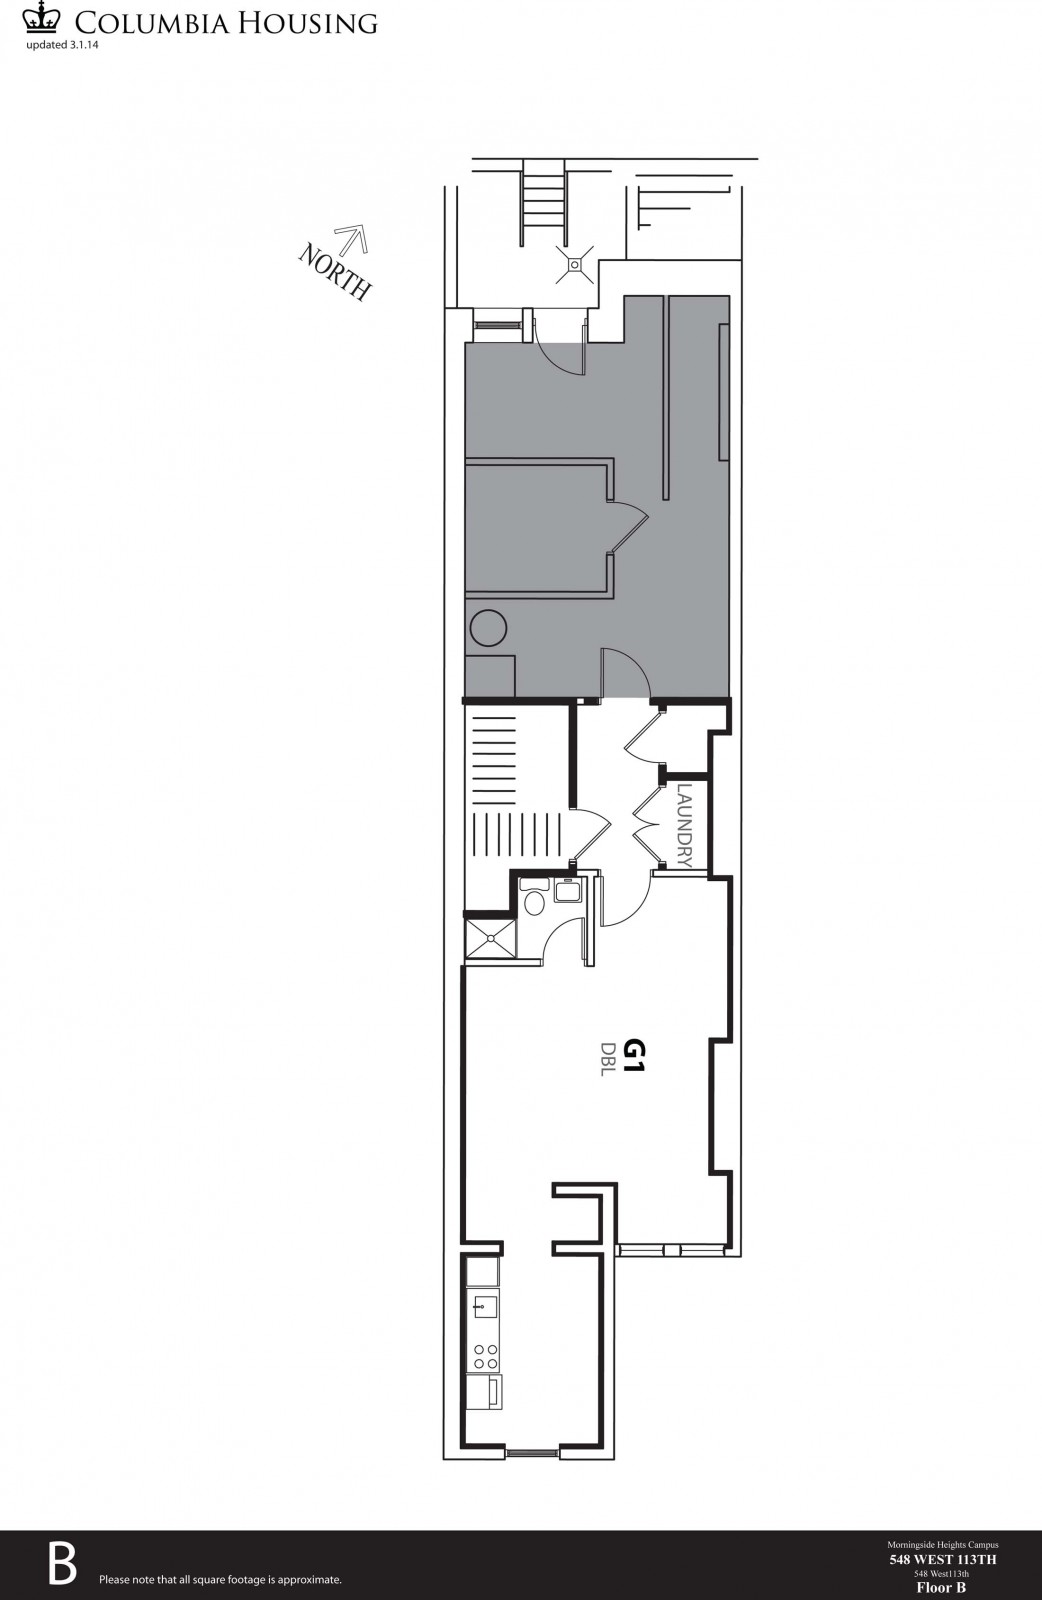 COLUMBIA HOUSING
updated 3.1.14
NORTH
LAUNDRY
G1
DBL
B
Please note that all square footage is approximate.
Morningside Heights Campus
548 WEST 113TH
548 West113th
Floor B